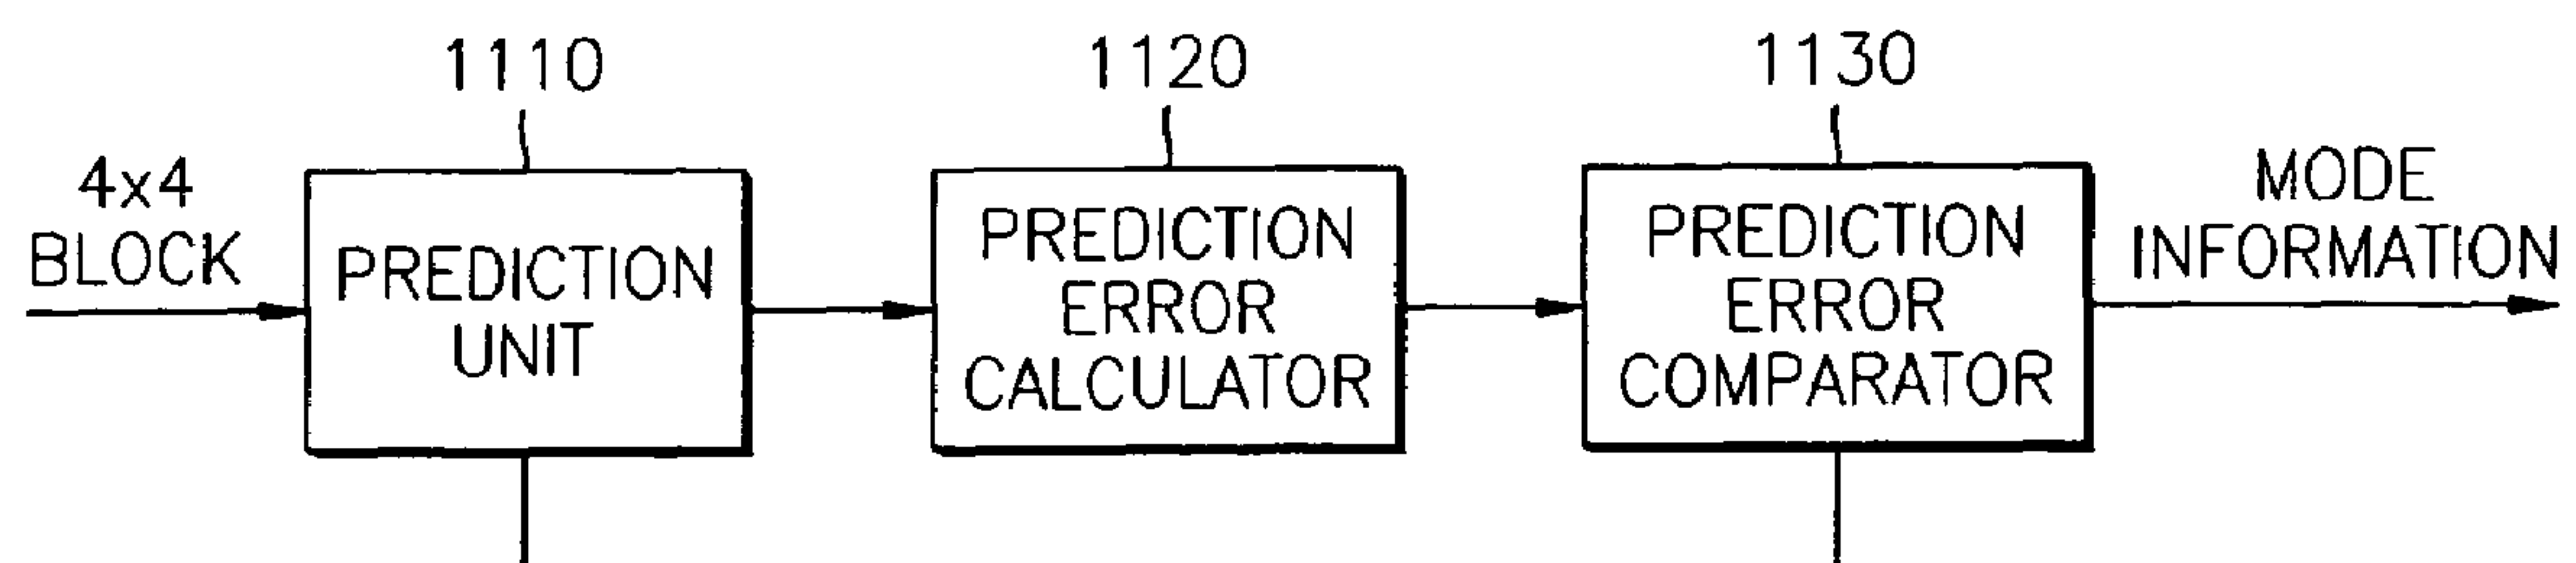 1110
1120
1130
4x4
BLOCK
PREDICTION
UNIT
PREDICTION
ERROR
CALCULATOR
PREDICTION
ERROR
COMPARATOR
MODE
INFORMATION